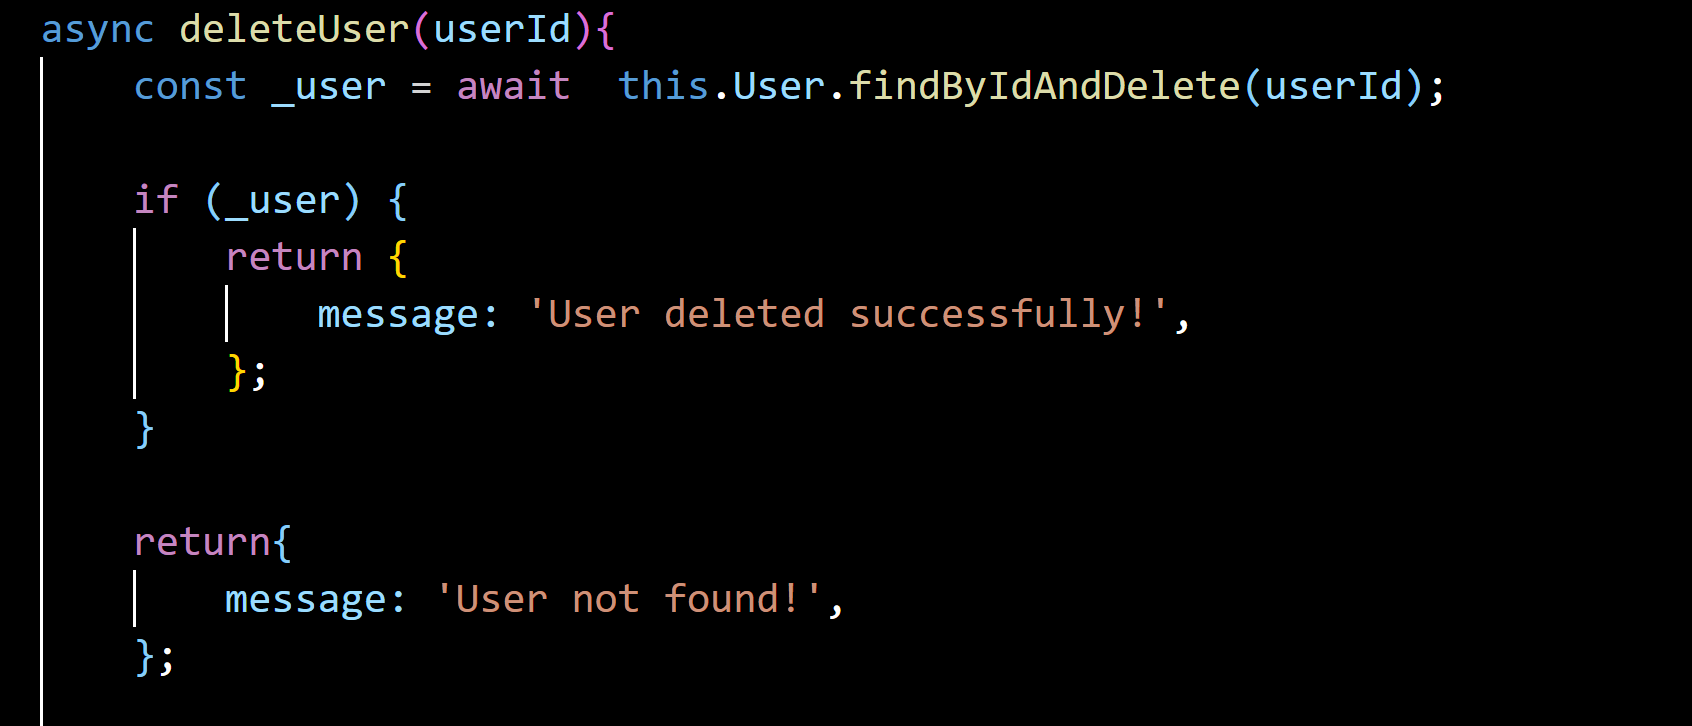 async deleteUser(userId){
    const _user = await  this.User.findByIdAndDelete(userId);

    if (_user) {
        return {
            message: 'User deleted successfully!',
        };
    }

    return{
        message: 'User not found!',
    };